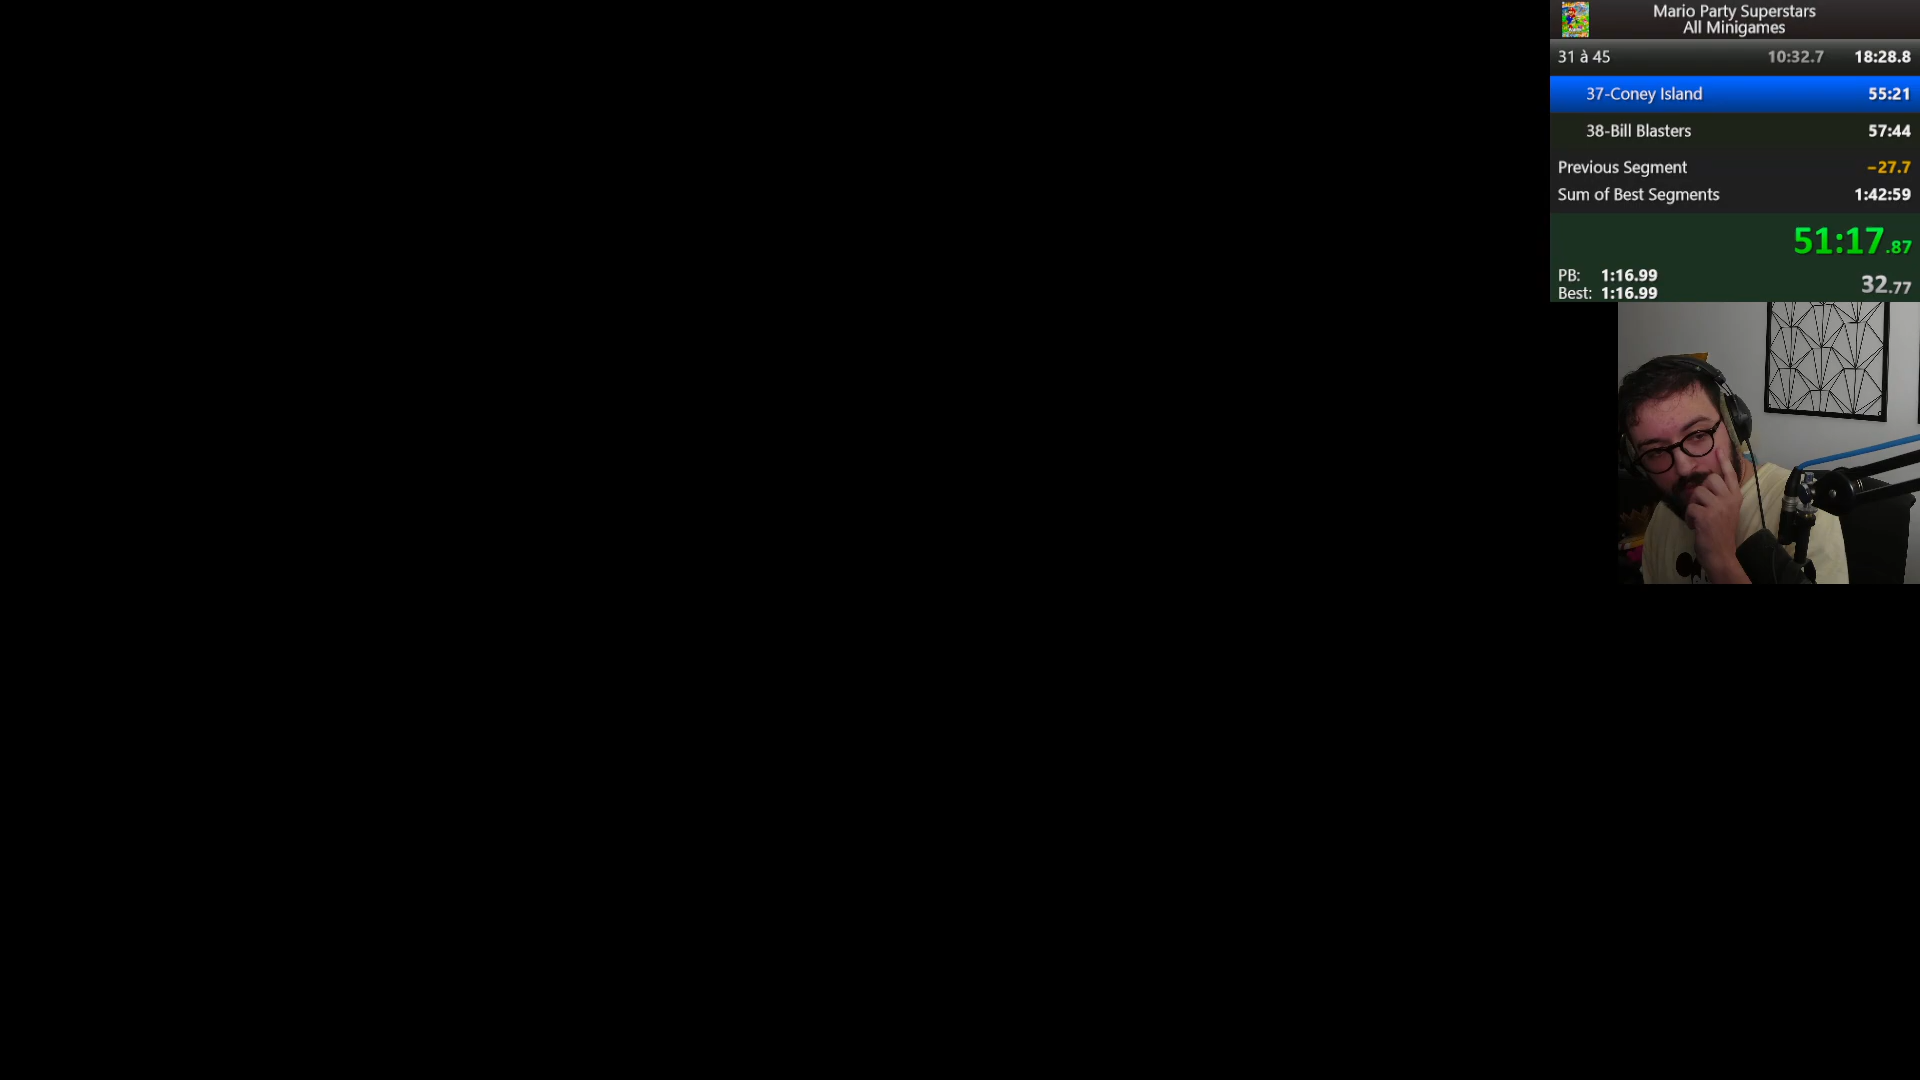 Mario Party Superstars
All Minigames
31 à 45 10:32.7 18:28.8
37-Coney Island 55:21
38-Bill Blasters 57:44
Previous Segment −27.7
Sum of Best Segments 1:42:59
51:17.87
PB: 1:16.99
Best: 1:16.99
32.77